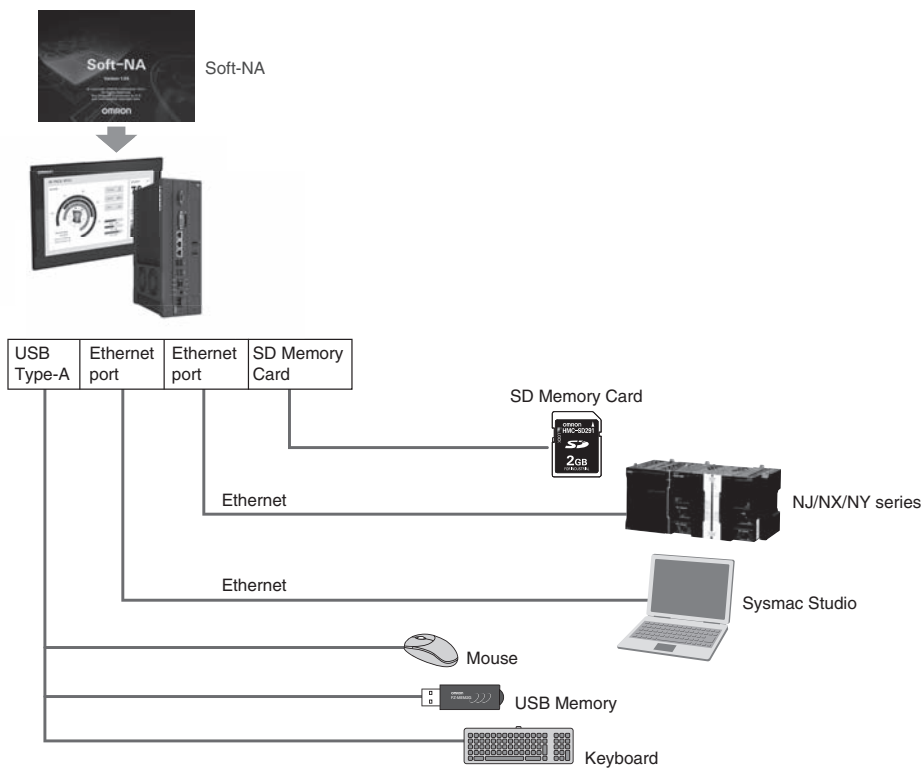 Soft-NA
Soft-NA
OMRON
USB Type-A
Ethernet port
Ethernet port
SD Memory Card
SD Memory Card
OMRON
HMC-SD291
SD
2GB
Ethernet
NJ/NX/NY series
Ethernet
Sysmac Studio
Mouse
OMRON
USB Memory
Keyboard